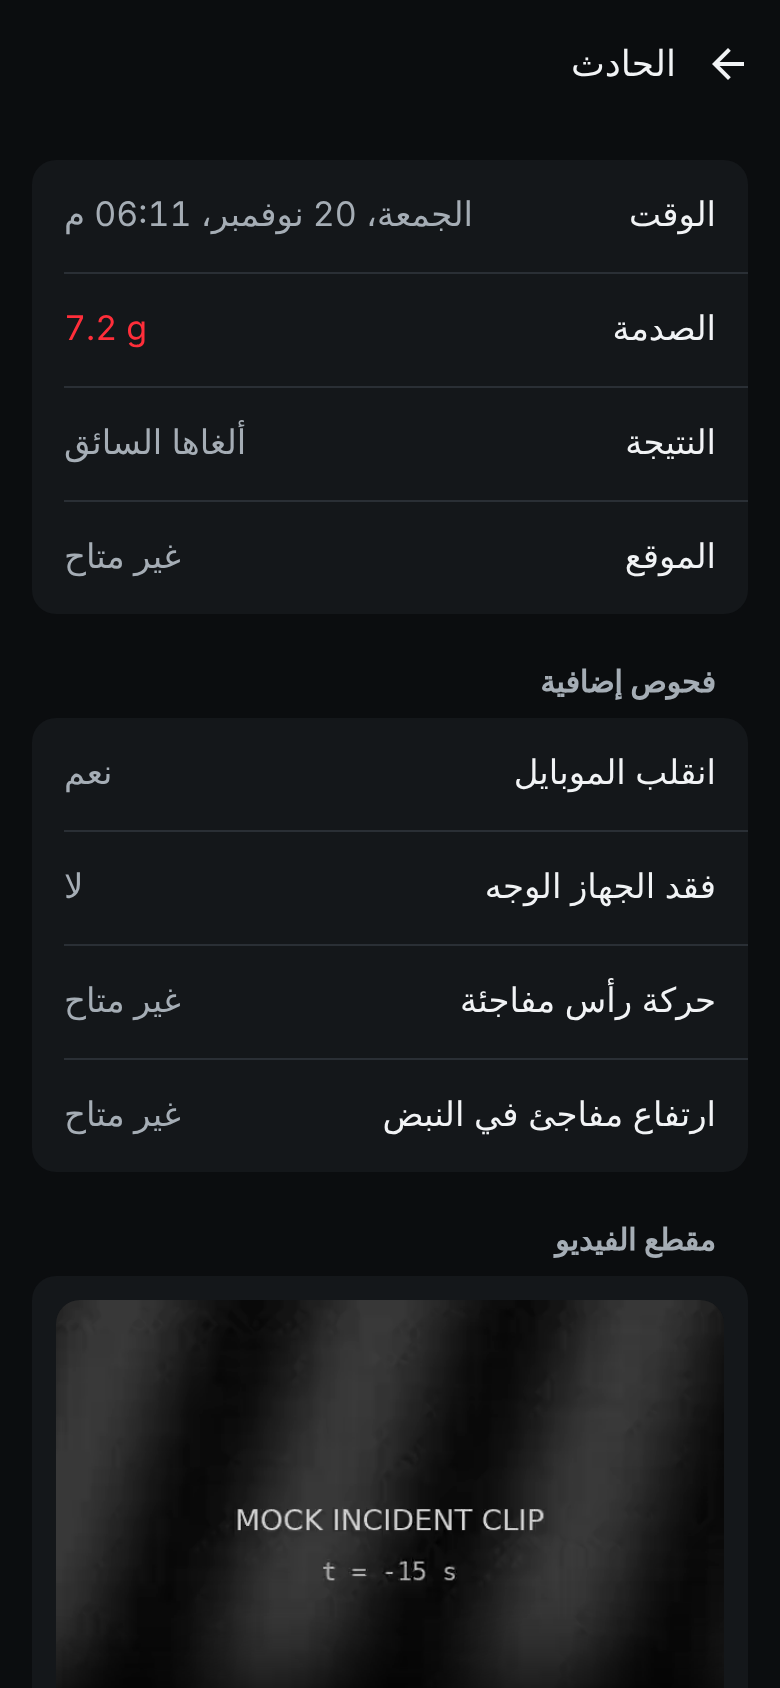 الحادث
الوقت
الجمعة، 20 نوفمبر، 06:11 م
الصدمة
7.2 g
النتيجة
ألغاها السائق
الموقع
غير متاح
فحوص إضافية
انقلب الموبايل
نعم
فقد الجهاز الوجه
لا
حركة رأس مفاجئة
غير متاح
ارتفاع مفاجئ في النبض
غير متاح
مقطع الفيديو
MOCK INCIDENT CLIP
t = -15 s